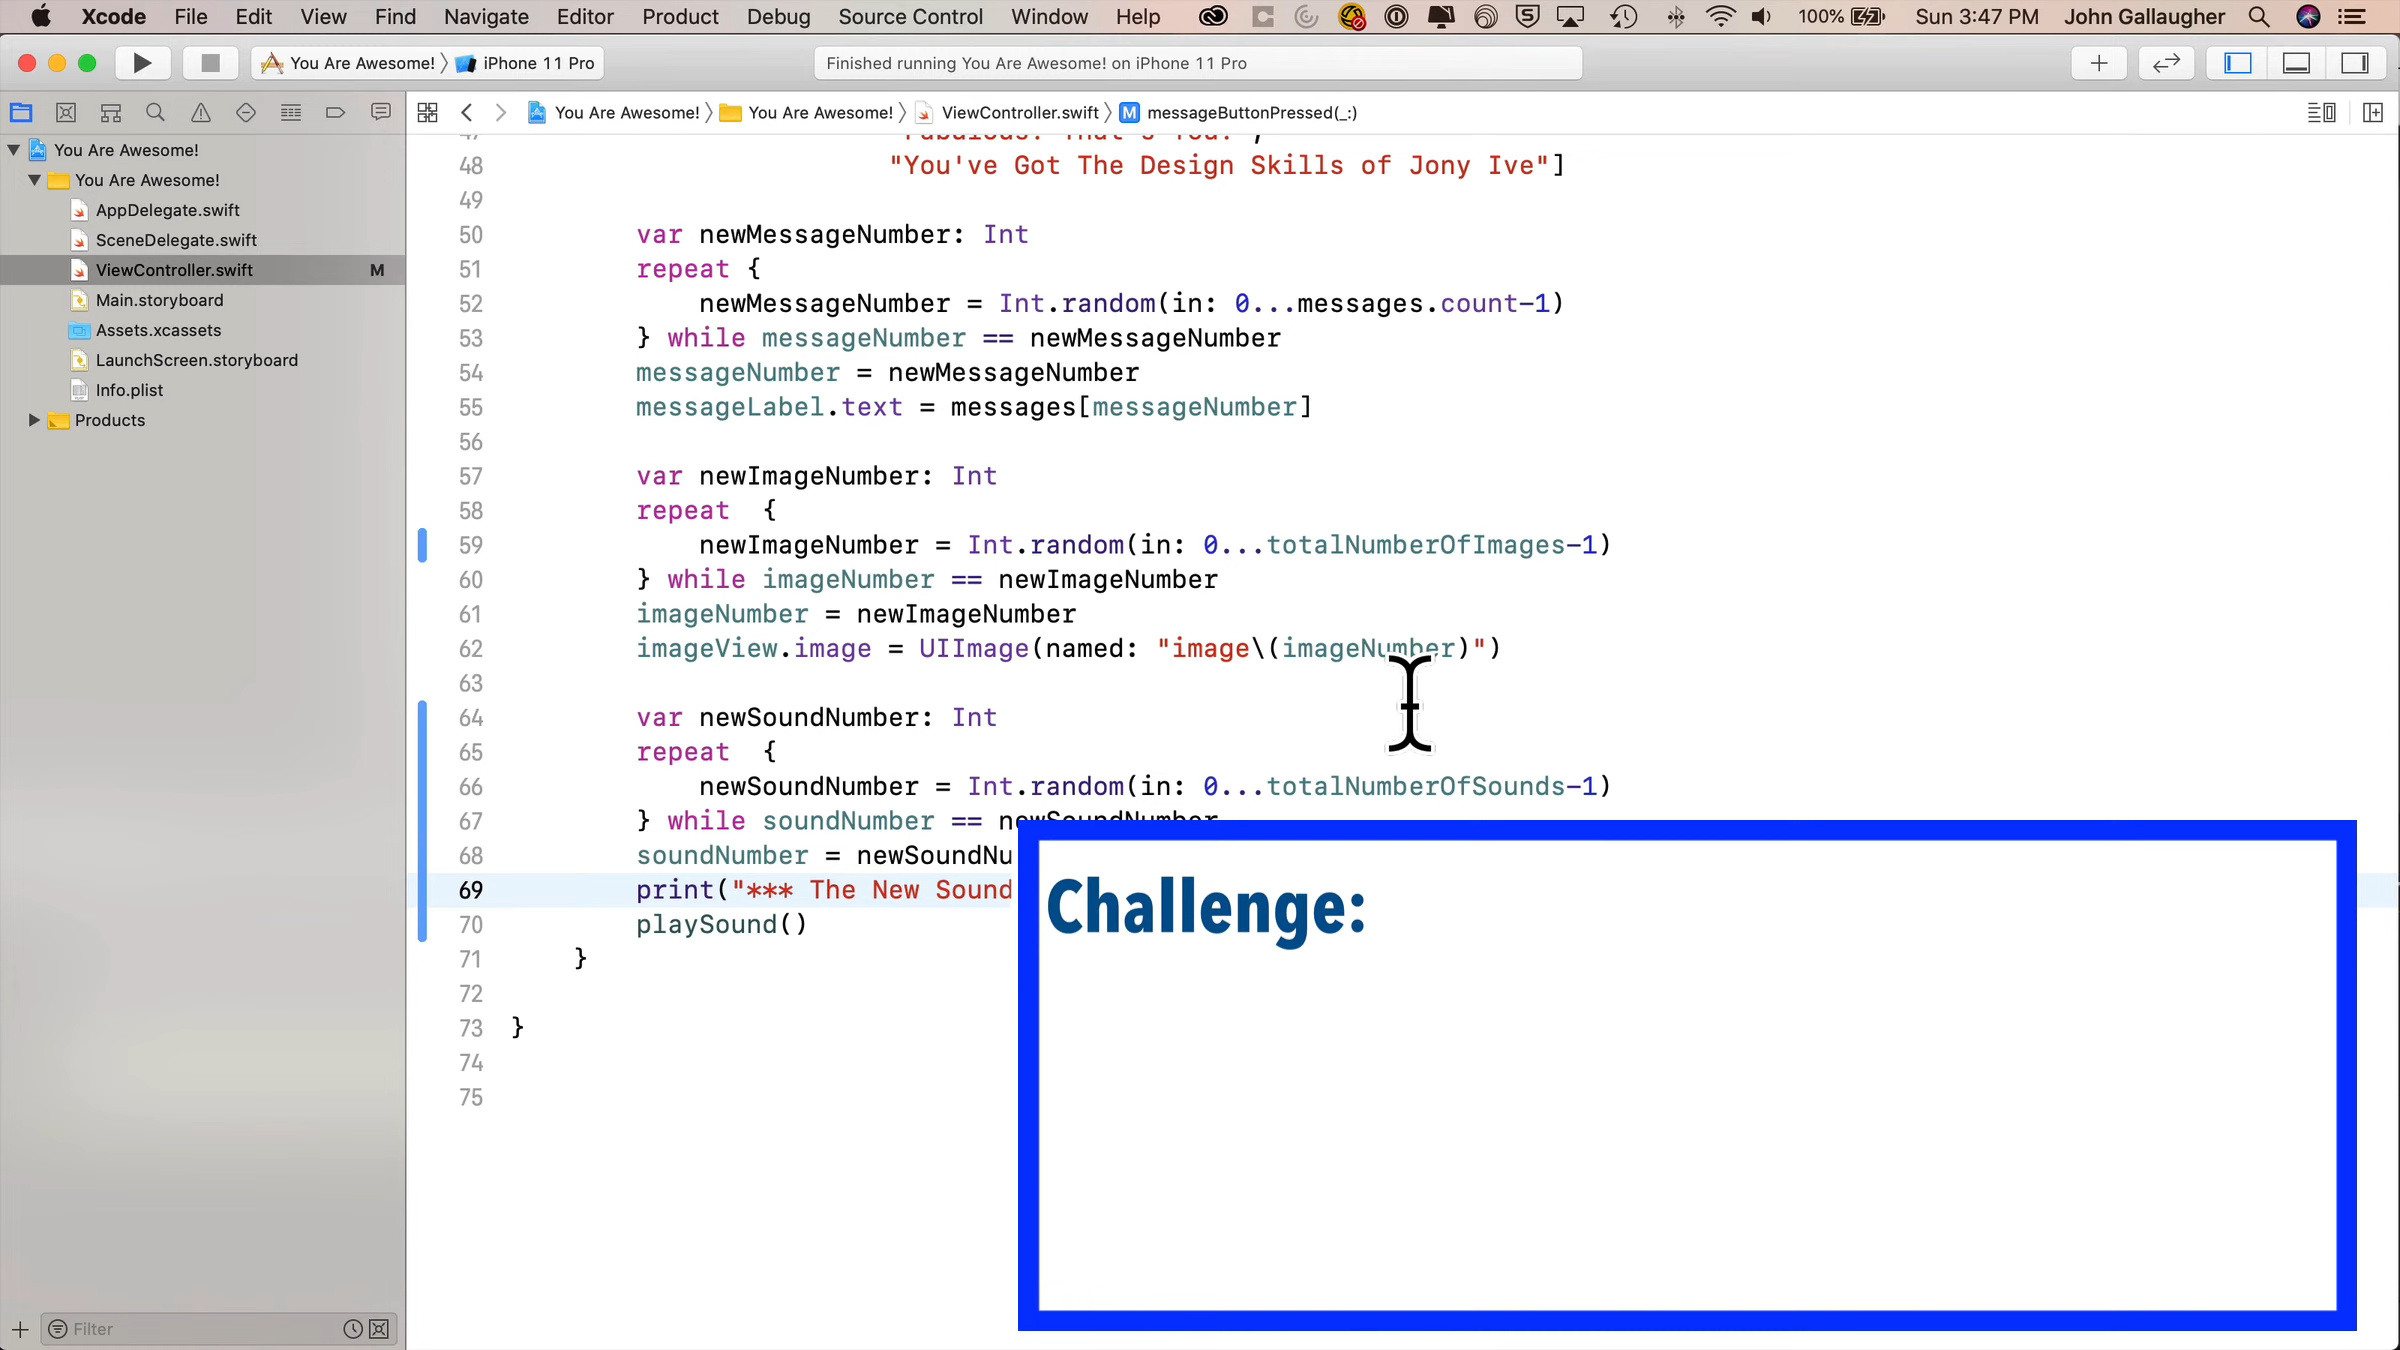 Xcode File Edit View Find Navigate Editor Product Debug Source Control Window Help 100% Sun 3:47 PM John Gallaugher
You Are Awesome! iPhone 11 Pro Finished running You Are Awesome! on iPhone 11 Pro
You Are Awesome! You Are Awesome! ViewController.swift M messageButtonPressed(_:)
You Are Awesome!
You Are Awesome!
AppDelegate.swift
SceneDelegate.swift
ViewController.swift M
Main.storyboard
Assets.xcassets
LaunchScreen.storyboard
Info.plist
Products
Filter
47 "Fabulous! That's You!",
48 "You've Got The Design Skills of Jony Ive"]
49
50 var newMessageNumber: Int
51 repeat {
52 newMessageNumber = Int.random(in: 0...messages.count-1)
53 } while messageNumber == newMessageNumber
54 messageNumber = newMessageNumber
55 messageLabel.text = messages[messageNumber]
56
57 var newImageNumber: Int
58 repeat  {
59 newImageNumber = Int.random(in: 0...totalNumberOfImages-1)
60 } while imageNumber == newImageNumber
61 imageNumber = newImageNumber
62 imageView.image = UIImage(named: "image\(imageNumber)")
63
64 var newSoundNumber: Int
65 repeat  {
66 newSoundNumber = Int.random(in: 0...totalNumberOfSounds-1)
67 } while soundNumber == newSoundNumber
68 soundNumber = newSoundNu
69 print("*** The New Sound
70 playSound()
71 }
72
73 }
74
75
Challenge: